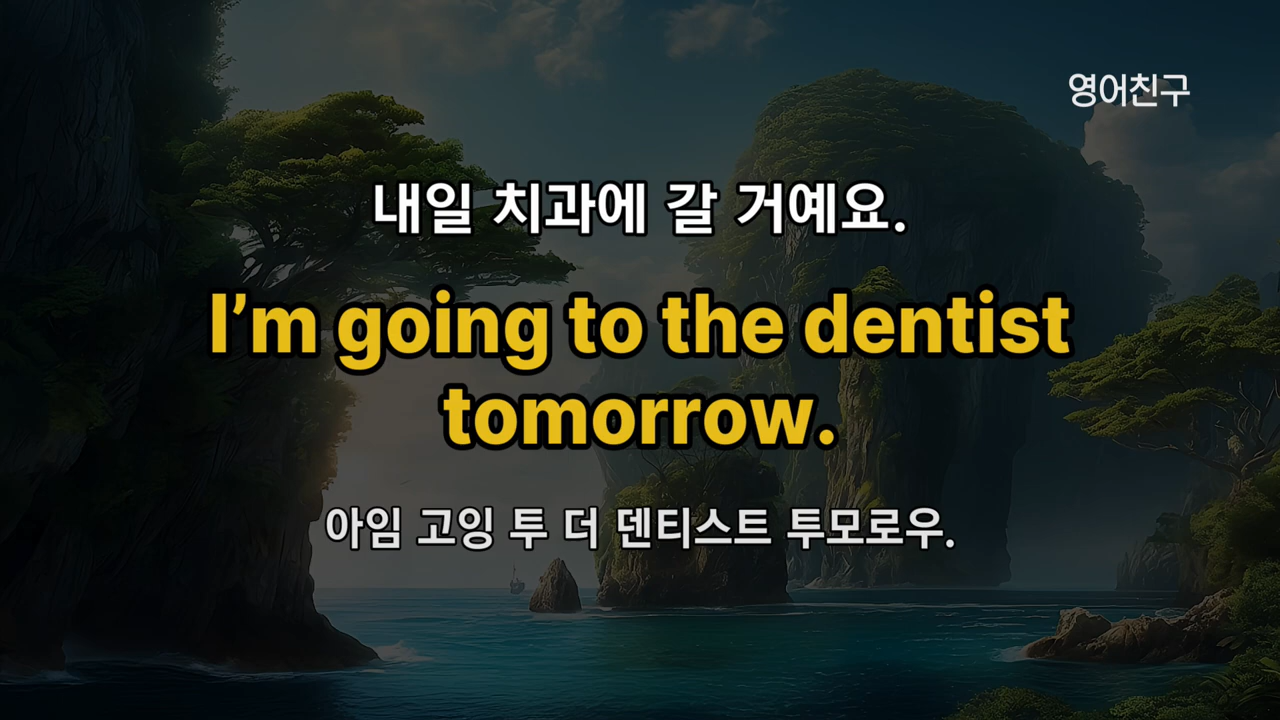 영어친구
내일 치과에 갈 거예요.
I’m going to the dentist
tomorrow.
아임 고잉 투 더 덴티스트 투모로우.